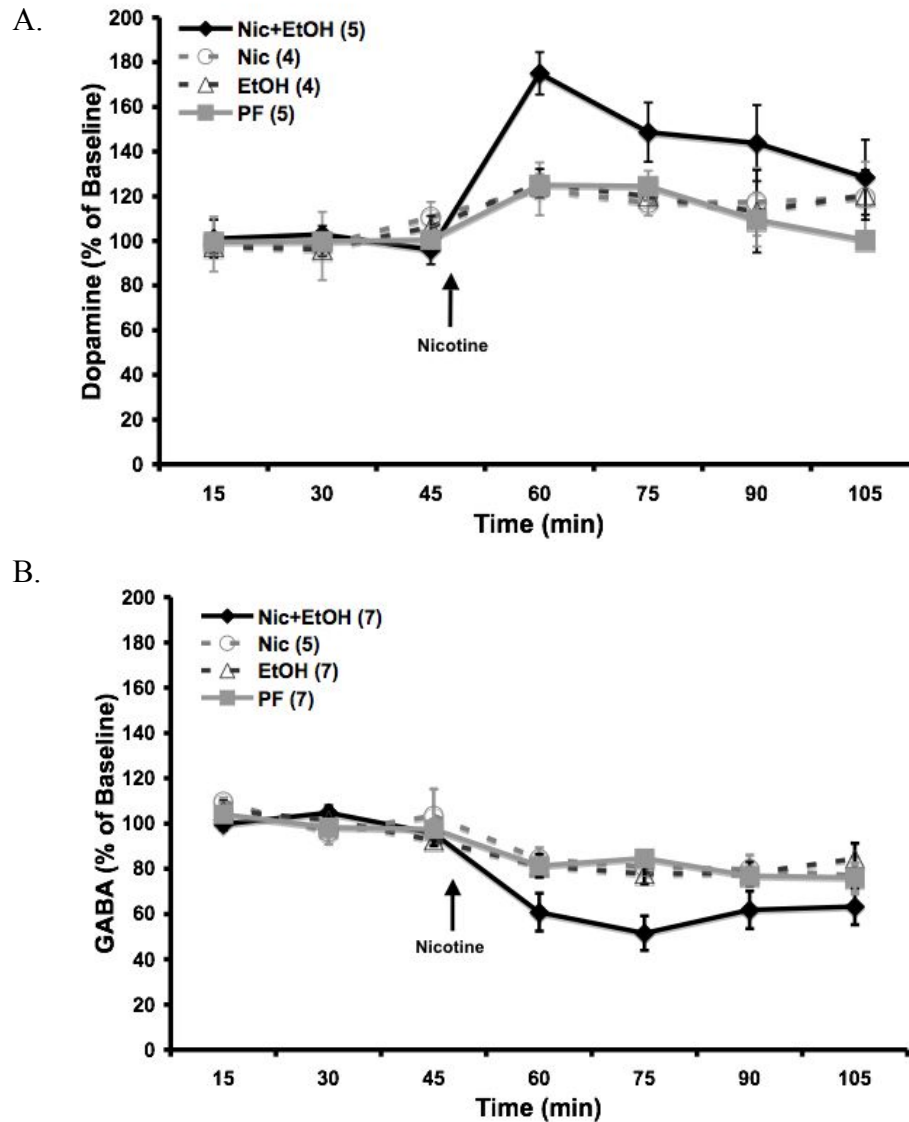 A.
Dopamine (% of Baseline)
200
180
160
140
120
100
80
60
40
20
0
Nic+EtOH (5)
Nic (4)
EtOH (4)
PF (5)
Nicotine
15 30 45 60 75 90 105
Time (min)
B.
GABA (% of Baseline)
200
180
160
140
120
100
80
60
40
20
0
Nic+EtOH (7)
Nic (5)
EtOH (7)
PF (7)
Nicotine
15 30 45 60 75 90 105
Time (min)